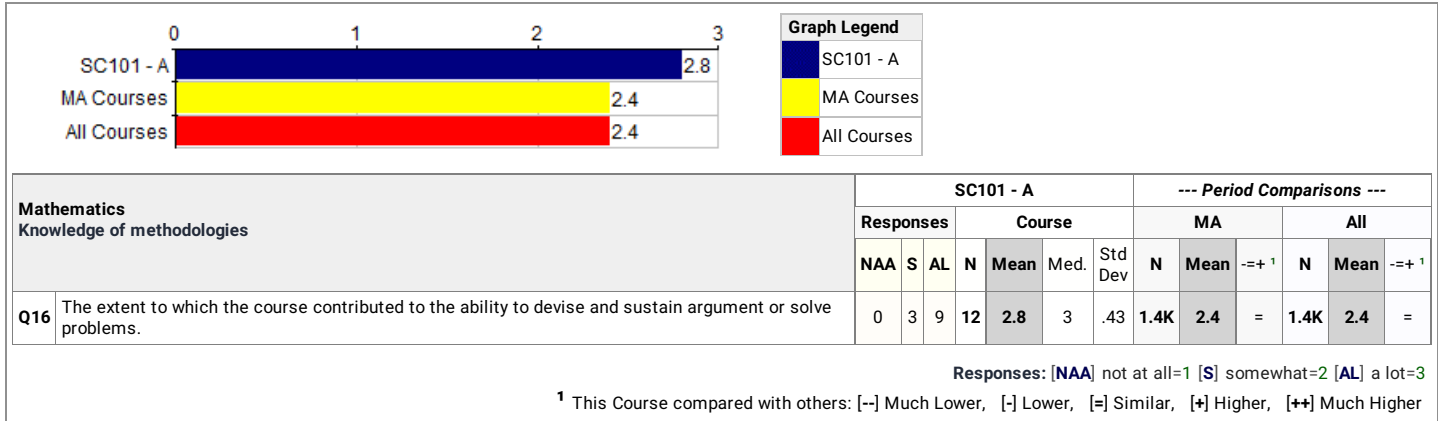 0 1 2 3
SC101 - A 2.8
MA Courses 2.4
All Courses 2.4
Graph Legend
SC101 - A
MA Courses
All Courses
Mathematics
Knowledge of methodologies
SC101 - A --- Period Comparisons ---
Responses Course MA All
NAA S AL N Mean Med. Std Dev N Mean -=+ ¹ N Mean -=+ ¹
Q16 The extent to which the course contributed to the ability to devise and sustain argument or solve problems. 0 3 9 12 2.8 3 .43 1.4K 2.4 = 1.4K 2.4 =
Responses: [NAA] not at all=1 [S] somewhat=2 [AL] a lot=3
¹ This Course compared with others: [--] Much Lower, [-] Lower, [=] Similar, [+] Higher, [++] Much Higher